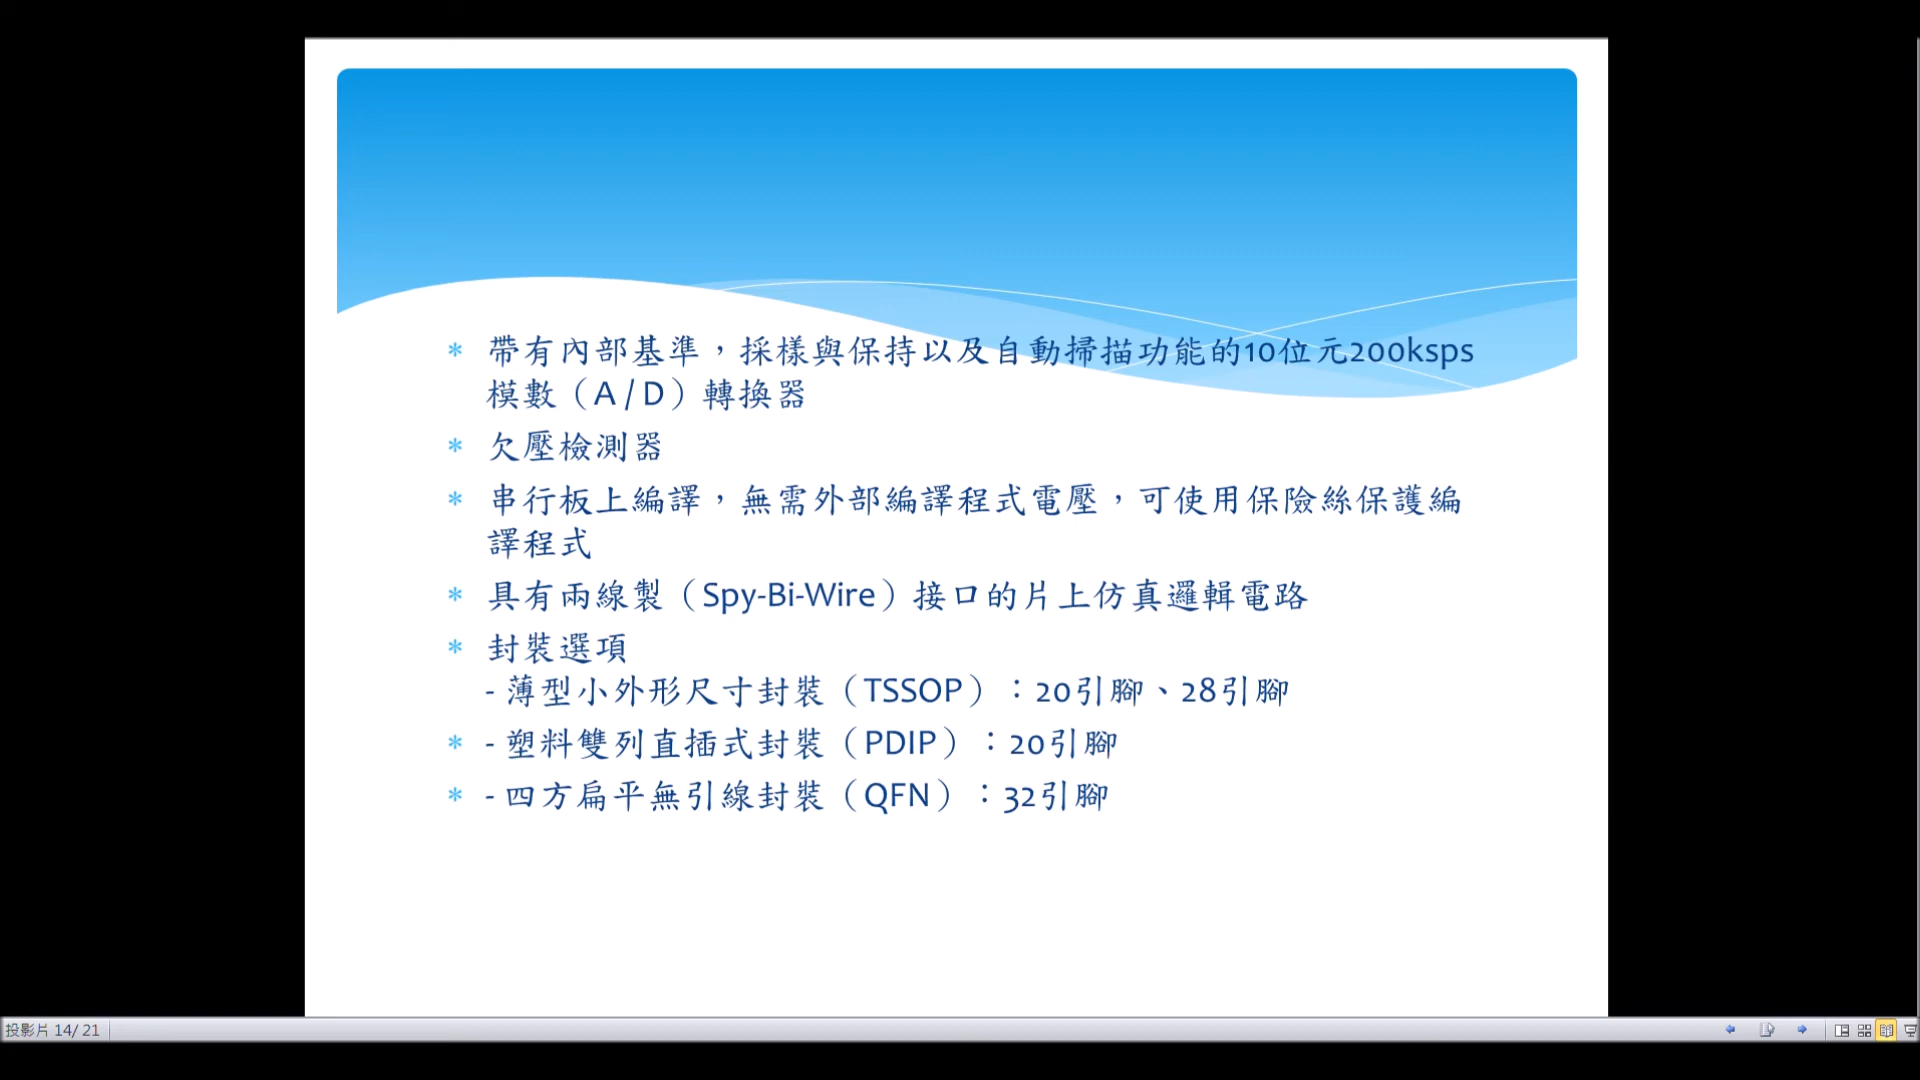 * 帶有內部基準，採樣與保持以及自動掃描功能的10位元200ksps
模數（A / D）轉換器
* 欠壓檢測器
* 串行板上編譯，無需外部編譯程式電壓，可使用保險絲保護編
譯程式
* 具有兩線製（Spy-Bi-Wire）接口的片上仿真邏輯電路
* 封裝選項
- 薄型小外形尺寸封裝（TSSOP）：20引腳、28引腳
* - 塑料雙列直插式封裝（PDIP）：20引腳
* - 四方扁平無引線封裝（QFN）：32引腳
投影片 14/ 21